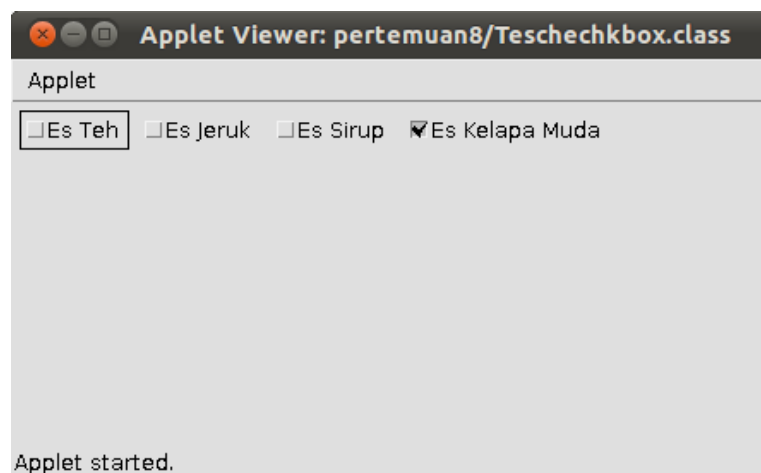 Applet Viewer: pertemuan8/Teschechkbox.class
Applet
Es Teh Es Jeruk Es Sirup Es Kelapa Muda
Applet started.